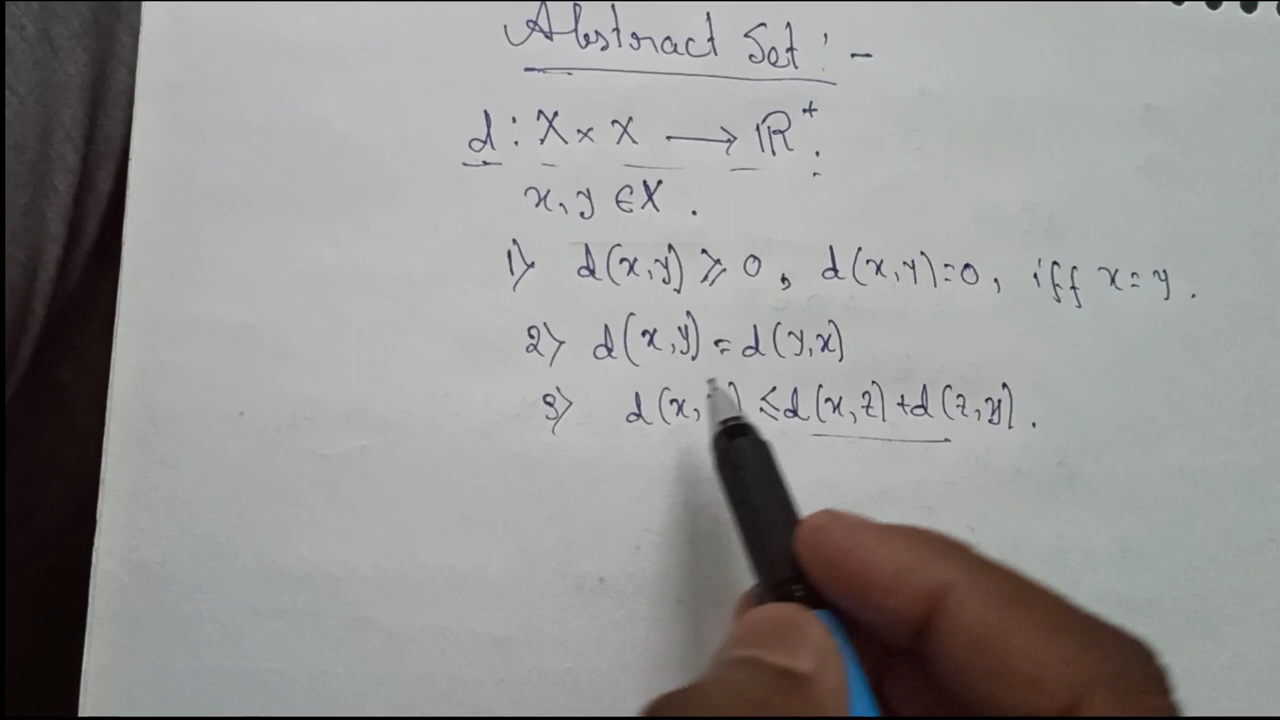 Abstract Set :-
d : X × X → ℝ⁺.
x, y ∈ X .
1) d(x,y) ≥ 0 , d(x,y)=0, iff x=y .
2) d(x,y) = d(y,x)
3) d(x, ) ≤ d(x,z) + d(z,y) .